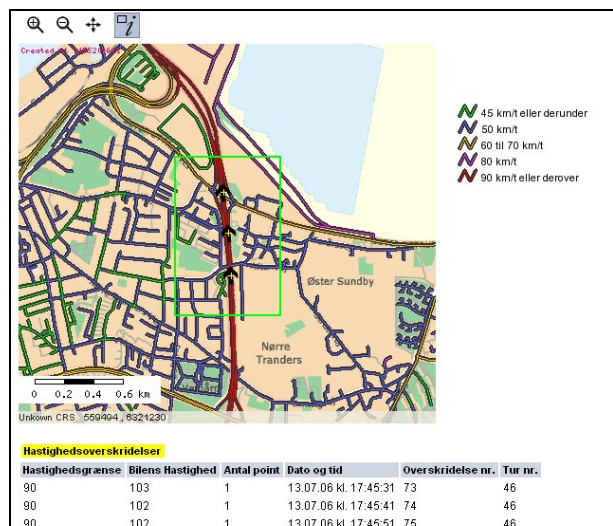 45 km/t eller derunder
50 km/t
60 til 70 km/t
80 km/t
90 km/t eller derover
Øster Sundby
Nørre
Tranders
0 0.2 0.4 0.6 km
Unkown CRS 559494 , 6321230
Hastighedsoverskridelser
Hastighedsgrænse Bilens Hastighed Antal point Dato og tid Overskridelse nr. Tur nr.
90 103 1 13.07.06 kl. 17:45:31 73 46
90 102 1 13.07.06 kl. 17:45:41 74 46
90 102 1 13.07.06 kl. 17:45:51 75 46